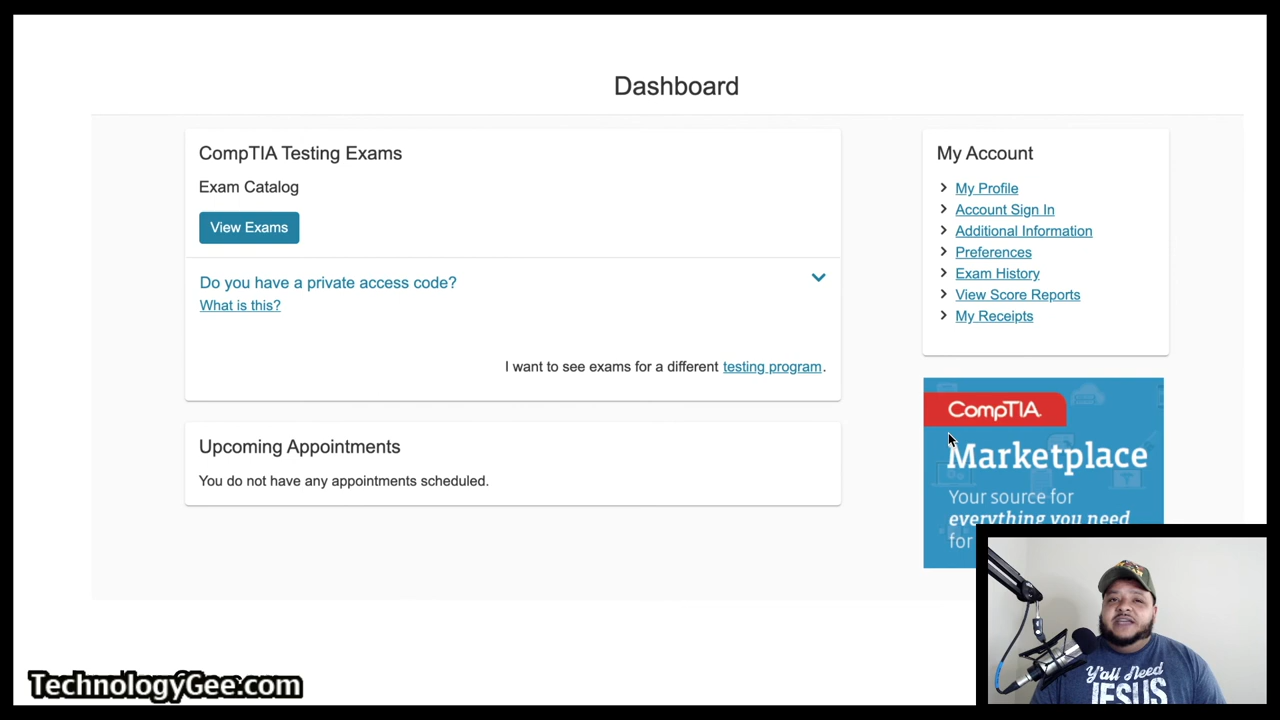 Dashboard
CompTIA Testing Exams
Exam Catalog
View Exams
Do you have a private access code?
What is this?
I want to see exams for a different testing program.
Upcoming Appointments
You do not have any appointments scheduled.
My Account
My Profile
Account Sign In
Additional Information
Preferences
Exam History
View Score Reports
My Receipts
CompTIA
Marketplace
Your source for
everything you need
for
Y'all Need
JESUS
TechnologyGee.com